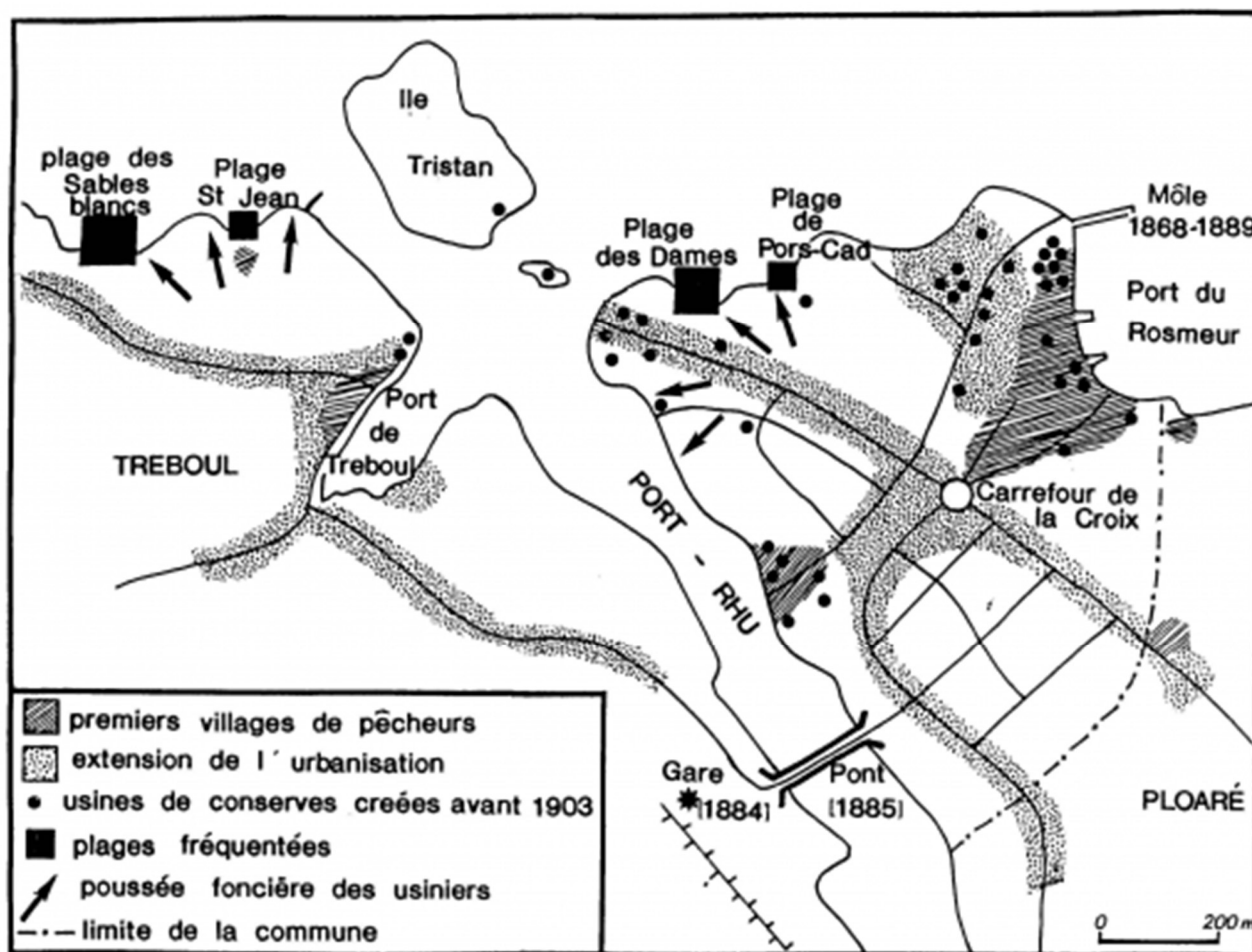 Ile
Tristan
plage des
Sables
blancs
Plage
St Jean
Plage
des Dames
Plage
de
Pors-Cad
Môle
1868-1889
Port du
Rosmeur
TREBOUL
Port
de
Treboul
PORT - RHU
Carrefour de
la Croix
Gare
[1884]
Pont
[1885]
PLOARÉ
premiers villages de pêcheurs
extension de l'urbanisation
usines de conserves creées avant 1903
plages fréquentées
poussée foncière des usiniers
limite de la commune
0 200 m